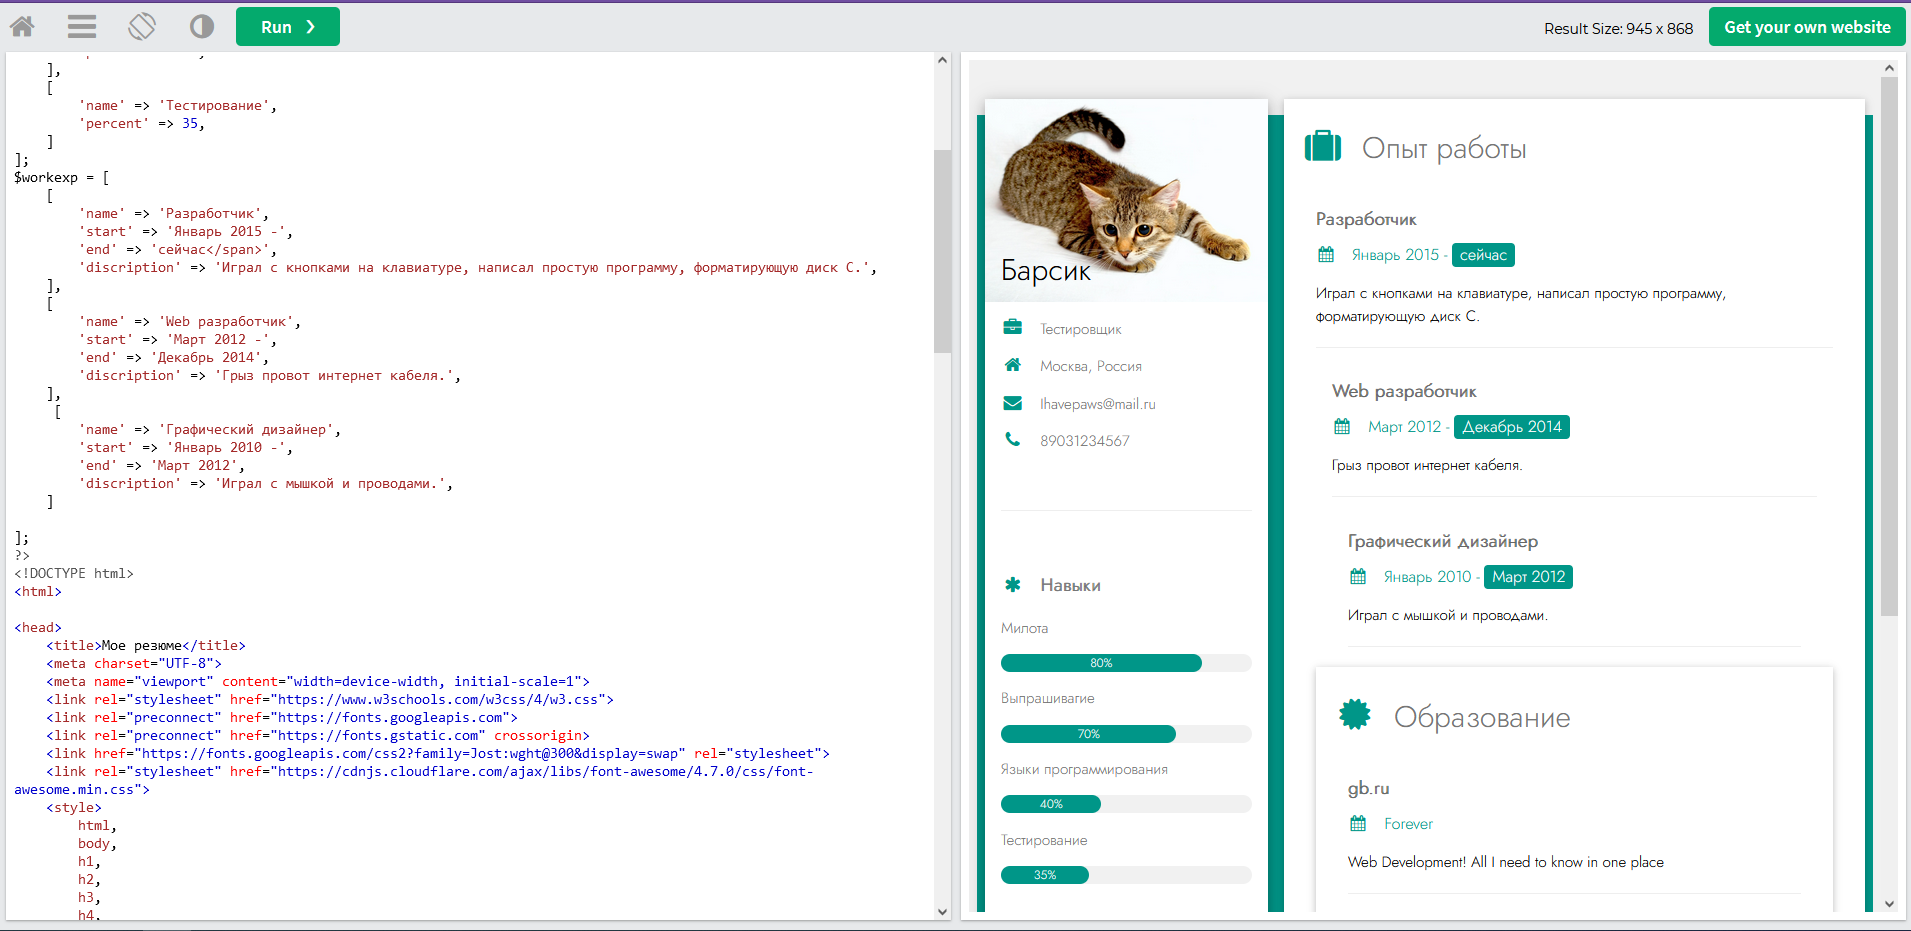 Run ❯
Result Size: 945 x 868
Get your own website
],
[
'name' => 'Тестирование',
'percent' => 35,
]
];
$workexp = [
[
'name' => 'Разработчик',
'start' => 'Январь 2015 -',
'end' => 'сейчас</span>',
'discription' => 'Играл с кнопками на клавиатуре, написал простую программу, форматирующую диск С.',
],
[
'name' => 'Web разработчик',
'start' => 'Март 2012 -',
'end' => 'Декабрь 2014',
'discription' => 'Грыз провот интернет кабеля.',
],
[
'name' => 'Графический дизайнер',
'start' => 'Январь 2010 -',
'end' => 'Март 2012',
'discription' => 'Играл с мышкой и проводами.',
]
];
?>
<!DOCTYPE html>
<html>
<head>
<title>Мое резюме</title>
<meta charset="UTF-8">
<meta name="viewport" content="width=device-width, initial-scale=1">
<link rel="stylesheet" href="https://www.w3schools.com/w3css/4/w3.css">
<link rel="preconnect" href="https://fonts.googleapis.com">
<link rel="preconnect" href="https://fonts.gstatic.com" crossorigin>
<link href="https://fonts.googleapis.com/css2?family=Jost:wght@300&display=swap" rel="stylesheet">
<link rel="stylesheet" href="https://cdnjs.cloudflare.com/ajax/libs/font-awesome/4.7.0/css/font-
awesome.min.css">
<style>
html,
body,
h1,
h2,
h3,
h4,
Барсик
Тестировщик
Москва, Россия
Ihavepaws@mail.ru
89031234567
Навыки
Милота
80%
Выпрашивагие
70%
Языки программирования
40%
Тестирование
35%
Опыт работы
Разработчик
Январь 2015 - сейчас
Играл с кнопками на клавиатуре, написал простую программу,
форматирующую диск С.
Web разработчик
Март 2012 - Декабрь 2014
Грыз провот интернет кабеля.
Графический дизайнер
Январь 2010 - Март 2012
Играл с мышкой и проводами.
Образование
gb.ru
Forever
Web Development! All I need to know in one place